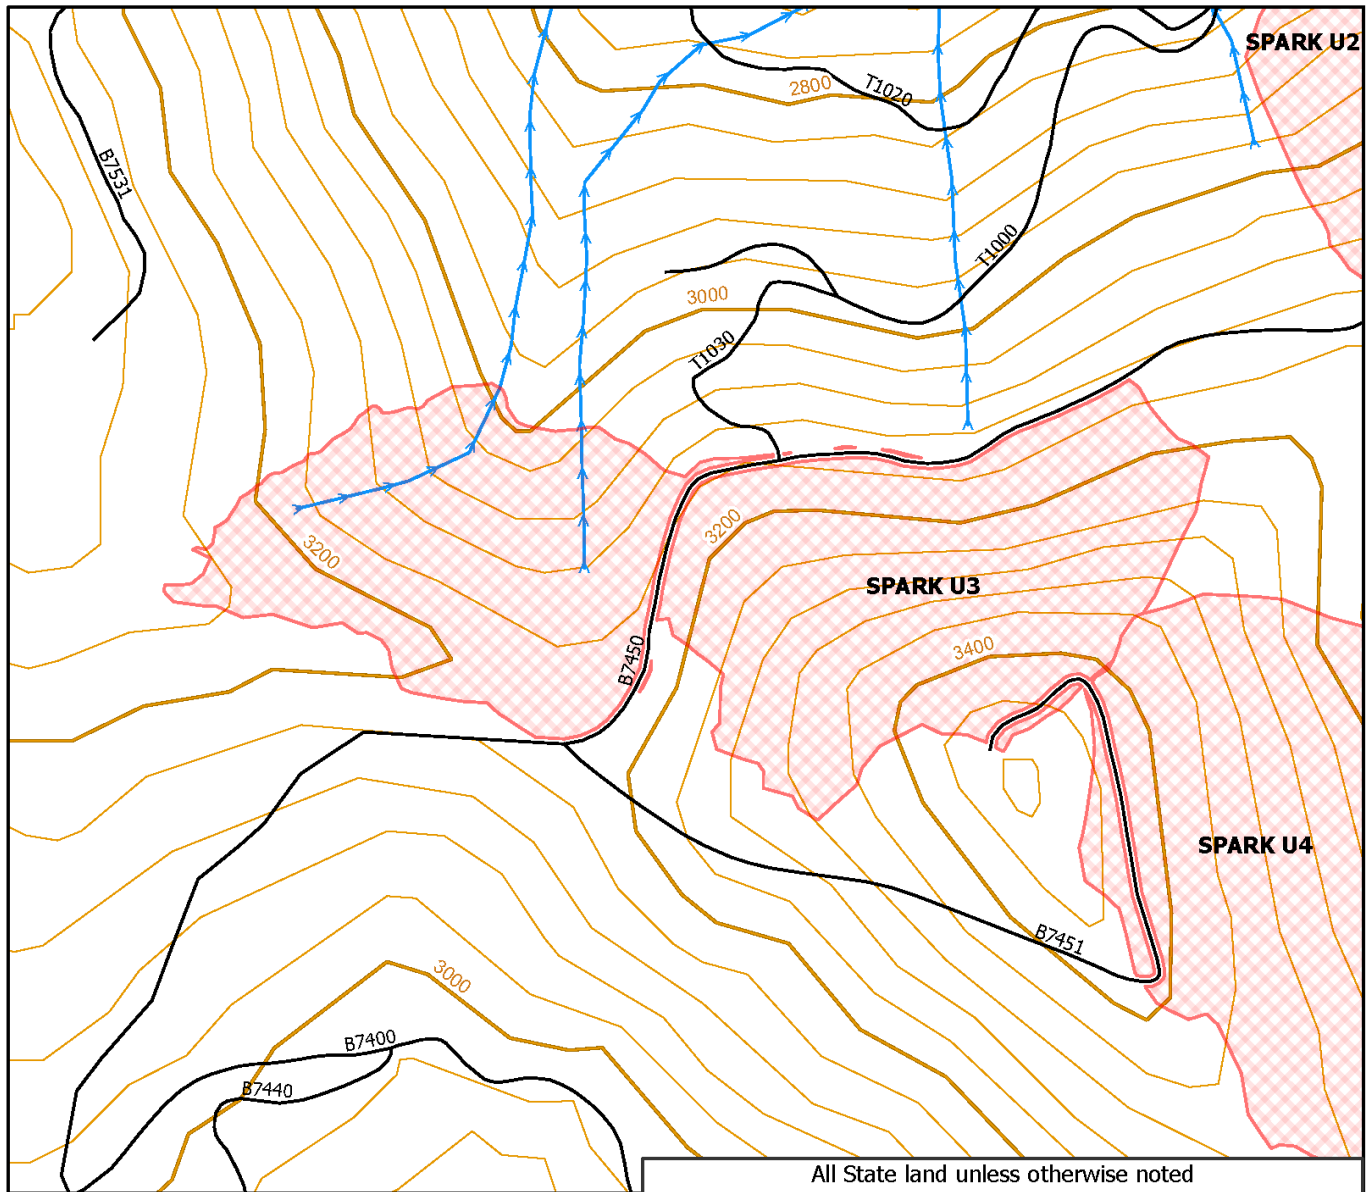 SPARK U2
2800
T1020
B7531
T1000
3000
T1030
3200
3200
SPARK U3
B7450
3400
SPARK U4
B7451
3000
B7400
B7440
All State land unless otherwise noted